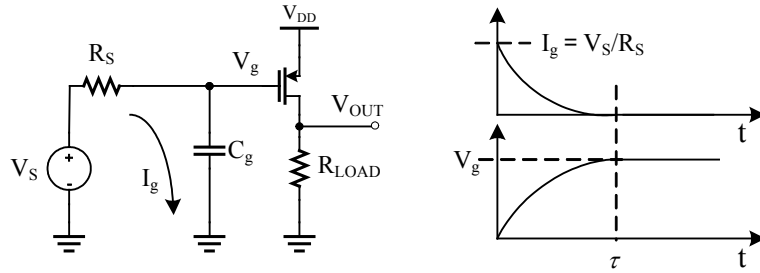 V_DD
R_S
V_g
V_OUT
V_S
+
-
I_g
C_g
R_LOAD
I_g = V_S/R_S
t
V_g
t
τ